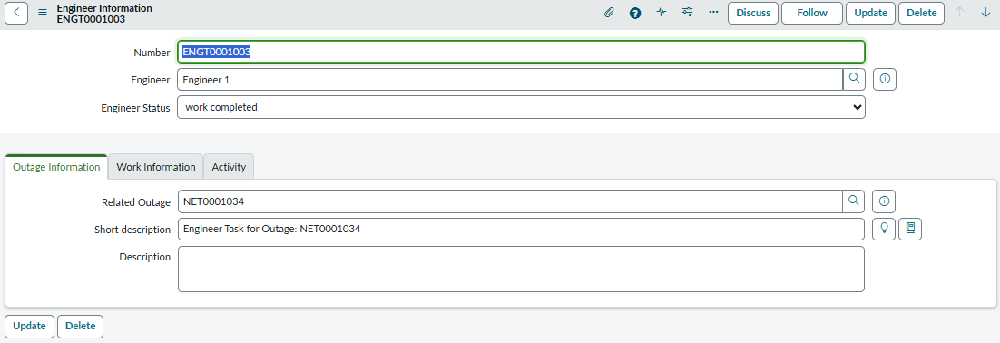 Engineer Information
ENGT0001003
Discuss Follow Update Delete
Number ENGT0001003
Engineer Engineer 1
Engineer Status work completed
Outage Information Work Information Activity
Related Outage NET0001034
Short description Engineer Task for Outage: NET0001034
Description
Update Delete